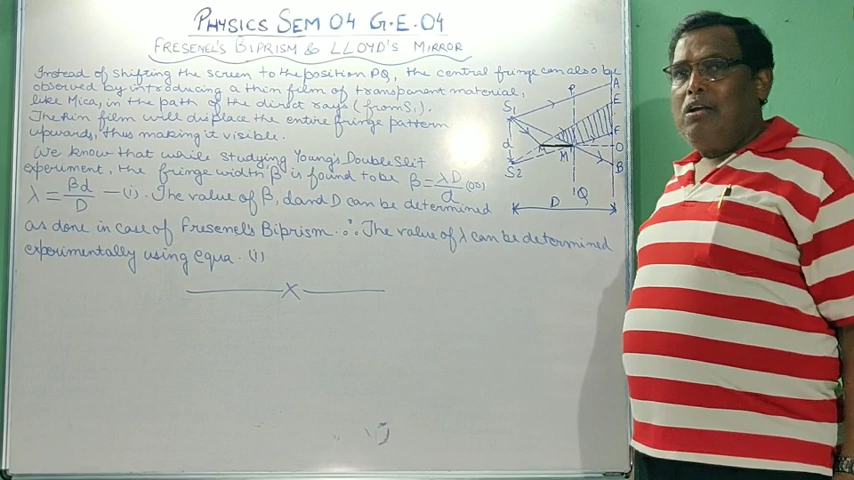 PHYSICS SEM 04 G.E.04
FRESENEL'S BIPRISM & LLOYD'S MIRROR
Instead of shifting the screen to the position PQ, the central fringe can also be
observed by introducing a thin film of transparent material,
like Mica, in the path of the direct rays (from S1).
The thin film will displace the entire fringe pattern
upwards, thus making it visible.
We know that while studying Young's Double Slit
experiment, the fringe width β is found to be β = λD/d (or)
λ = βd/D — (i). The value of β, d and D can be determined
as done in case of Fresenel's Biprism. ∴ The value of λ can be determined
experimentally using equa. (i)
X
S1
P
A
E
d
F
M
M'
O
S2
B
Q
D